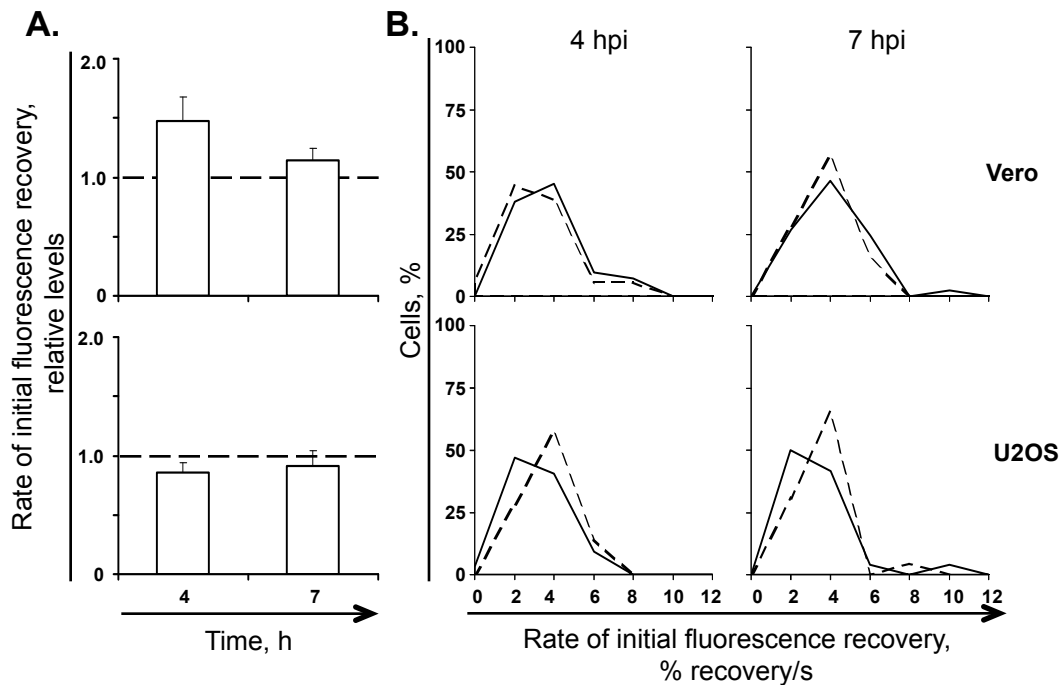 A.
B.
4 hpi
7 hpi
Rate of initial fluorescence recovery,
relative levels
2.0
1.0
0
2.0
1.0
0
4
7
Time, h
Cells, %
100
75
50
25
0
100
75
50
25
0
Vero
U2OS
0 2 4 6 8 10 12
0 2 4 6 8 10 12
Rate of initial fluorescence recovery,
% recovery/s